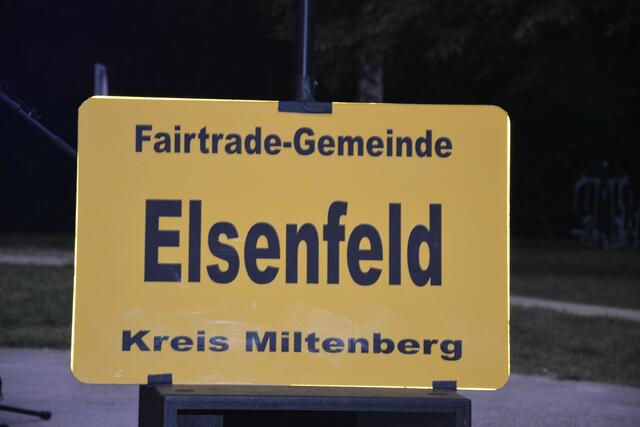 Fairtrade-Gemeinde
Elsenfeld
Kreis Miltenberg